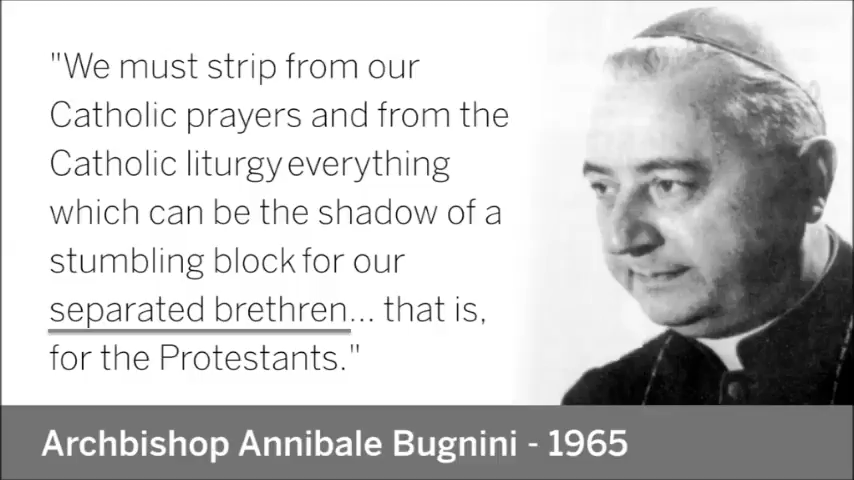 "We must strip from our
Catholic prayers and from the
Catholic liturgy everything
which can be the shadow of a
stumbling block for our
separated brethren... that is,
for the Protestants."
Archbishop Annibale Bugnini - 1965